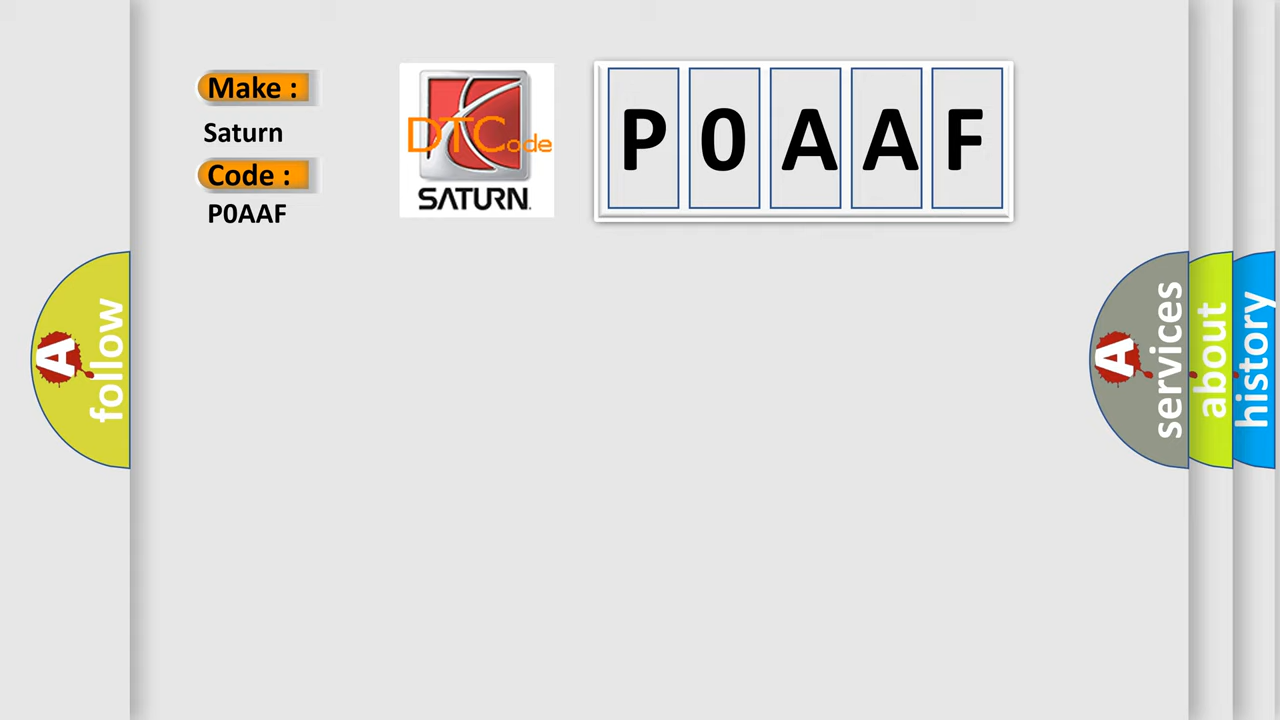 Make :
Saturn
Code :
P0AAF
DTCode
SATURN.
P 0 A A F
A follow
A services
about
history